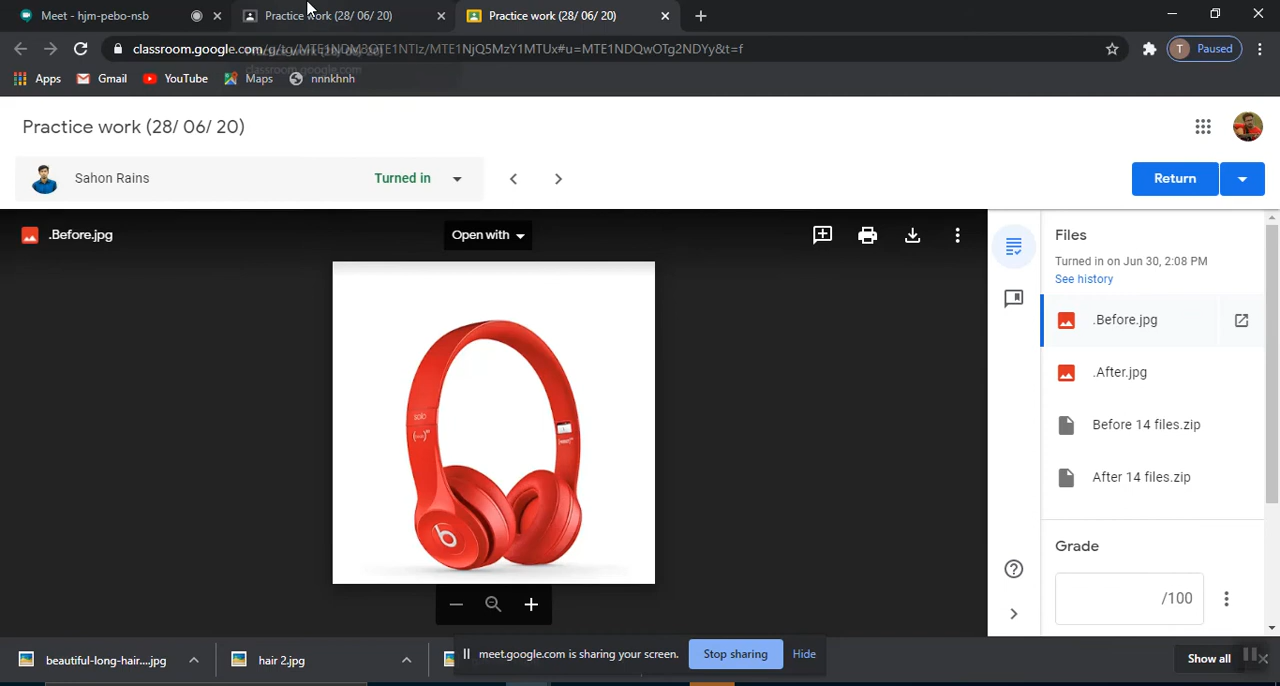 Meet - hjm-pebo-nsb
Practice work (28/ 06/ 20)
Practice work (28/ 06/ 20)
classroom.google.com
Paused
T
Apps
Gmail
YouTube
Maps
nnnkhnh
Practice work (28/ 06/ 20)
Sahon Rains
Turned in
Return
.Before.jpg
Open with
Files
Turned in on Jun 30, 2:08 PM
See history
.Before.jpg
.After.jpg
Before 14 files.zip
After 14 files.zip
solo
b
Grade
/100
beautiful-long-hair....jpg
hair 2.jpg
meet.google.com is sharing your screen.
Stop sharing
Hide
Show all